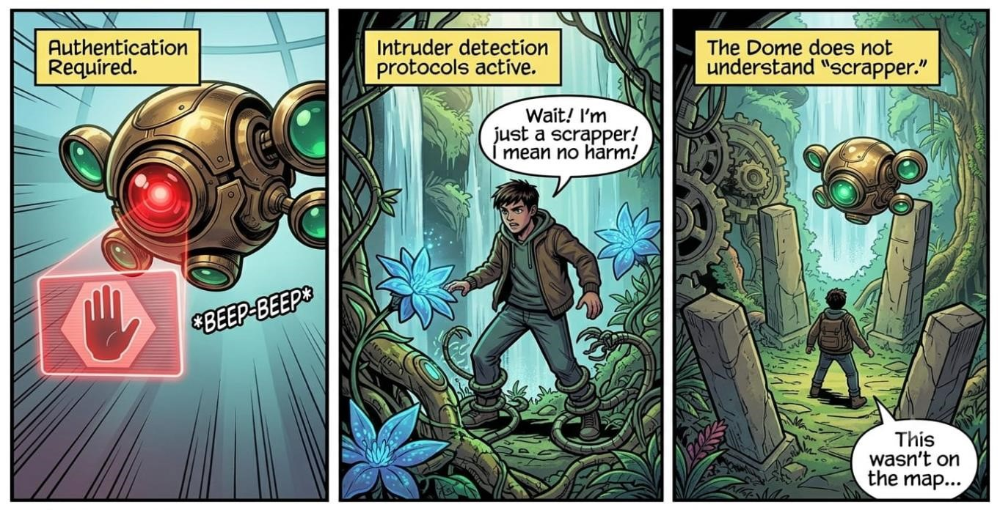 Authentication
Required.
*BEEP-BEEP*
Intruder detection
protocols active.
Wait! I'm
just a scrapper!
I mean no harm!
The Dome does not
understand "scrapper."
This
wasn't on
the map...